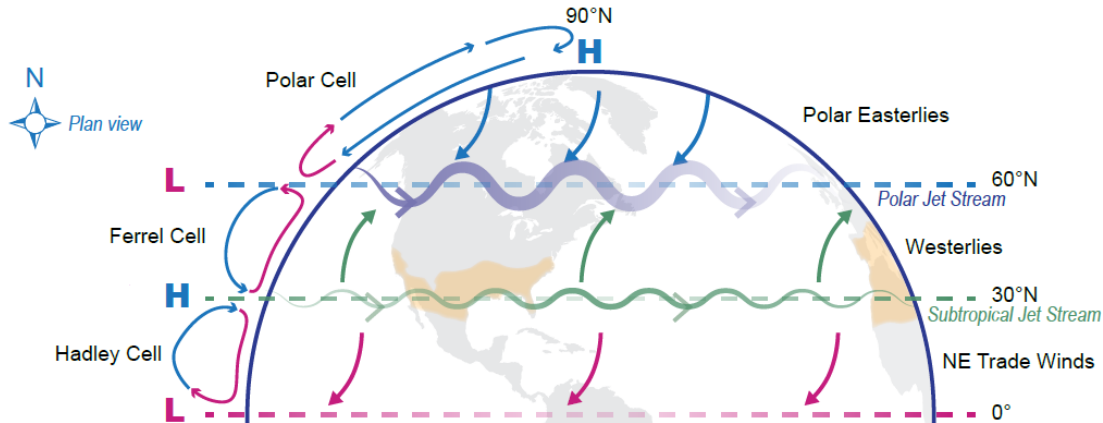 90°N
H
Polar Cell
N
Plan view
Polar Easterlies
L
60°N
Polar Jet Stream
Ferrel Cell
Westerlies
H
30°N
Subtropical Jet Stream
Hadley Cell
NE Trade Winds
L
0°